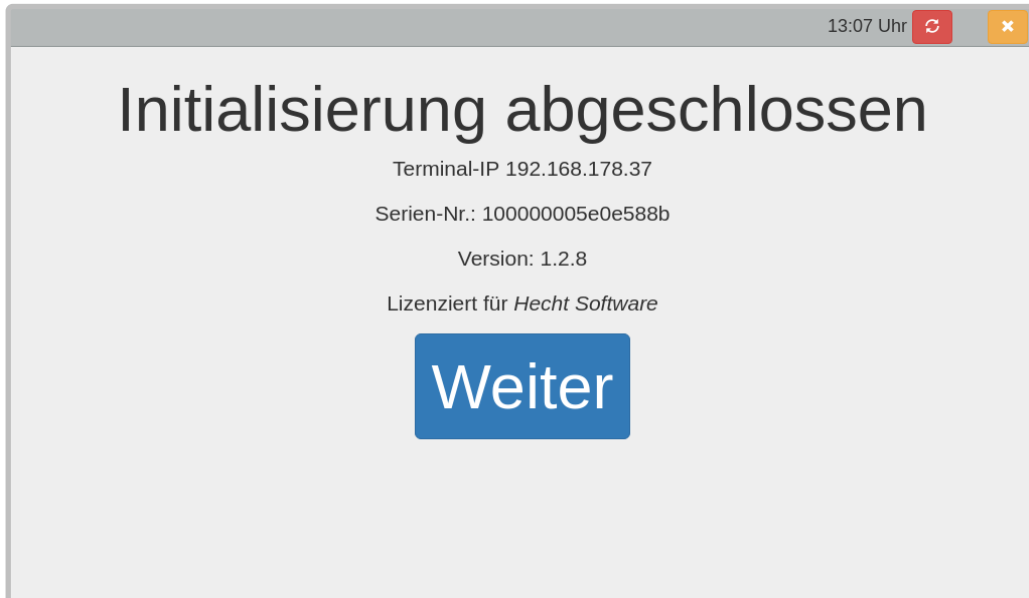 13:07 Uhr
Initialisierung abgeschlossen
Terminal-IP 192.168.178.37
Serien-Nr.: 100000005e0e588b
Version: 1.2.8
Lizenziert für Hecht Software
Weiter